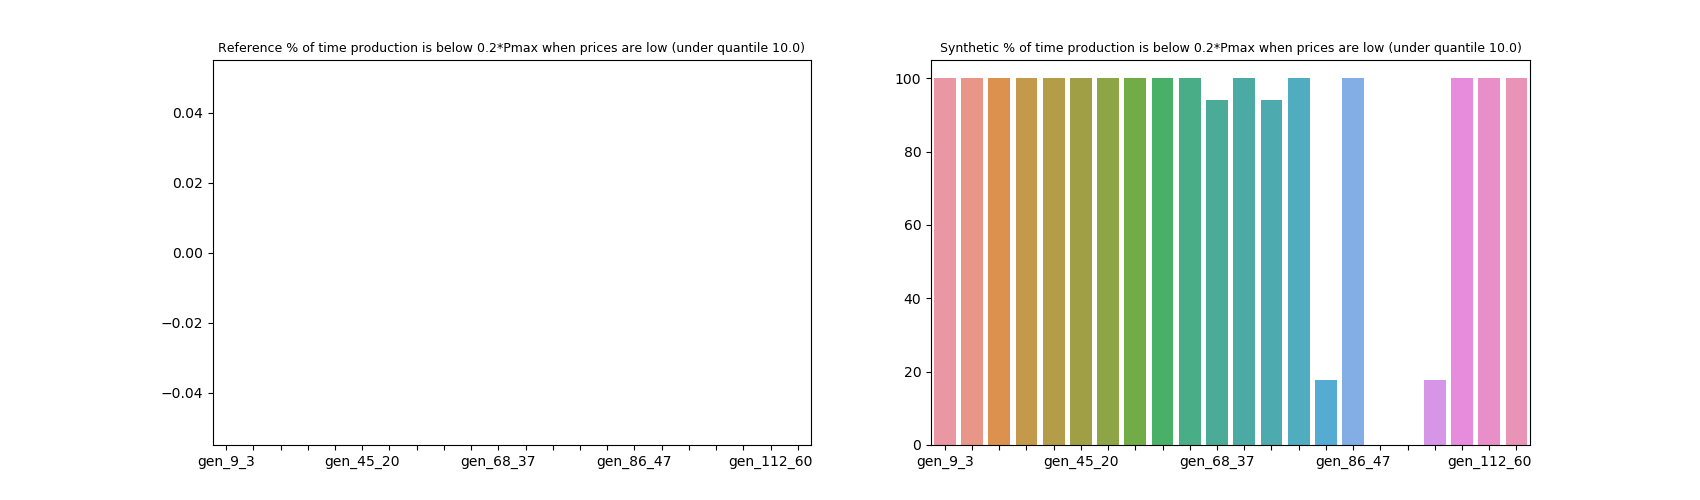 Reference % of time production is below 0.2*Pmax when prices are low (under quantile 10.0)
0.04
0.02
0.00
−0.02
−0.04
gen_9_3 gen_45_20 gen_68_37 gen_86_47 gen_112_60
Synthetic % of time production is below 0.2*Pmax when prices are low (under quantile 10.0)
100
80
60
40
20
0
gen_9_3 gen_45_20 gen_68_37 gen_86_47 gen_112_60